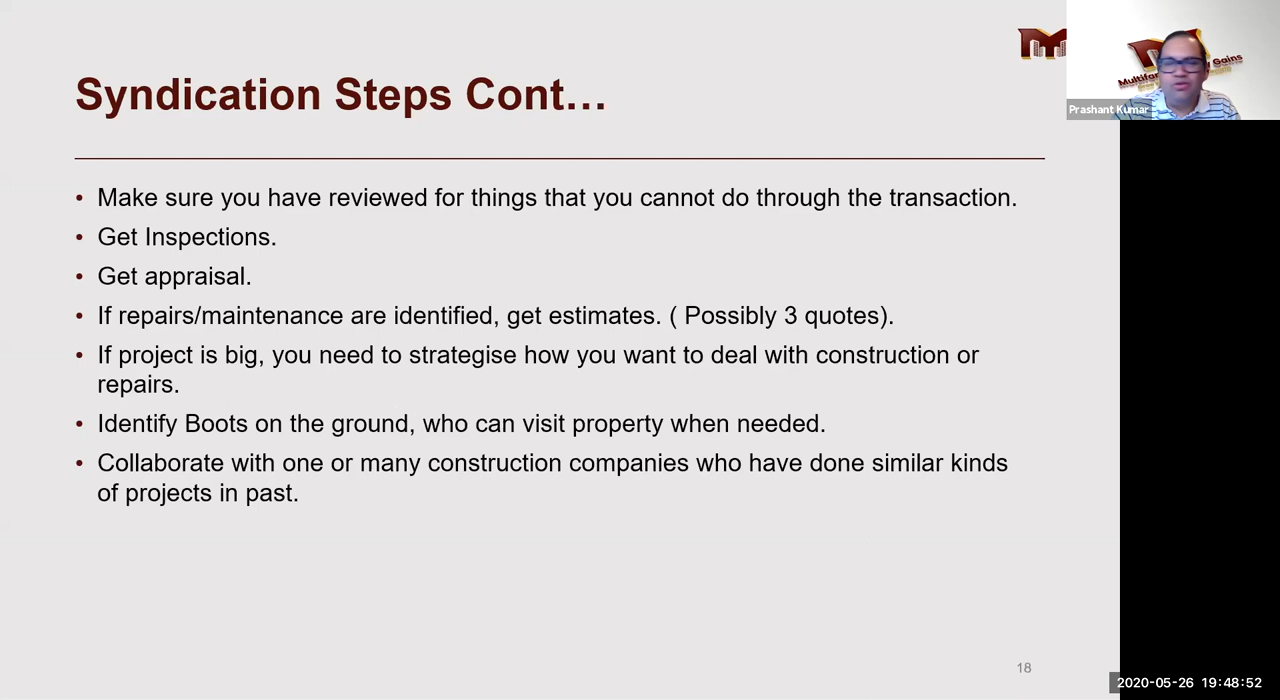 Syndication Steps Cont…
Gains
Prashant Kumar
• Make sure you have reviewed for things that you cannot do through the transaction.
• Get Inspections.
• Get appraisal.
• If repairs/maintenance are identified, get estimates. ( Possibly 3 quotes).
• If project is big, you need to strategise how you want to deal with construction or
repairs.
• Identify Boots on the ground, who can visit property when needed.
• Collaborate with one or many construction companies who have done similar kinds
of projects in past.
18
2020-05-26 19:48:52